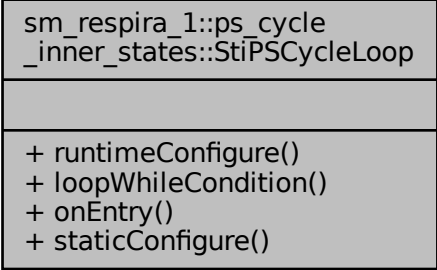 sm_respira_1::ps_cycle
_inner_states::StiPSCycleLoop
+ runtimeConfigure()
+ loopWhileCondition()
+ onEntry()
+ staticConfigure()